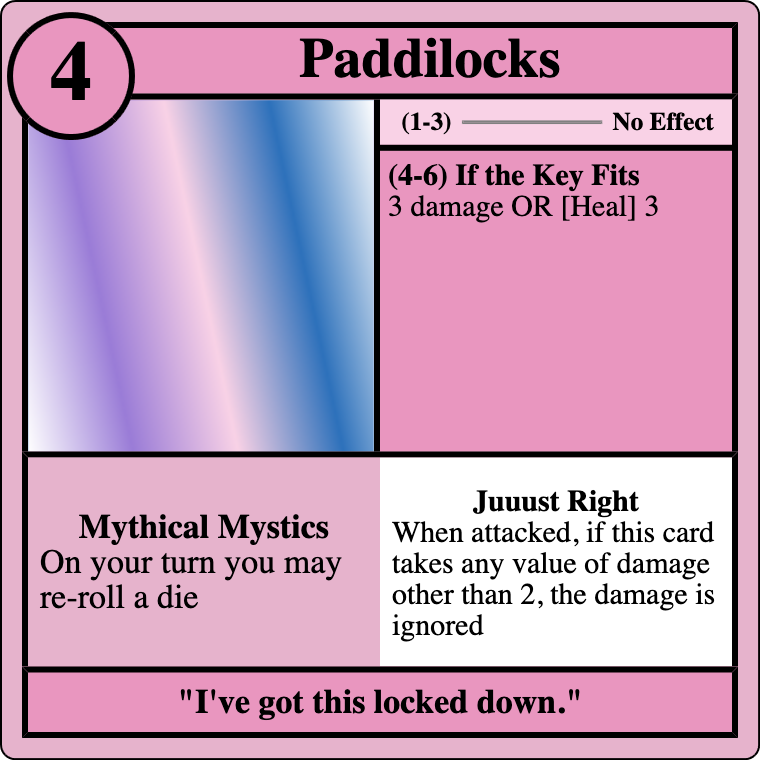 4
Paddilocks
(1-3) No Effect
(4-6) If the Key Fits
3 damage OR [Heal] 3
Mythical Mystics
On your turn you may
re-roll a die
Juuust Right
When attacked, if this card
takes any value of damage
other than 2, the damage is
ignored
"I've got this locked down."